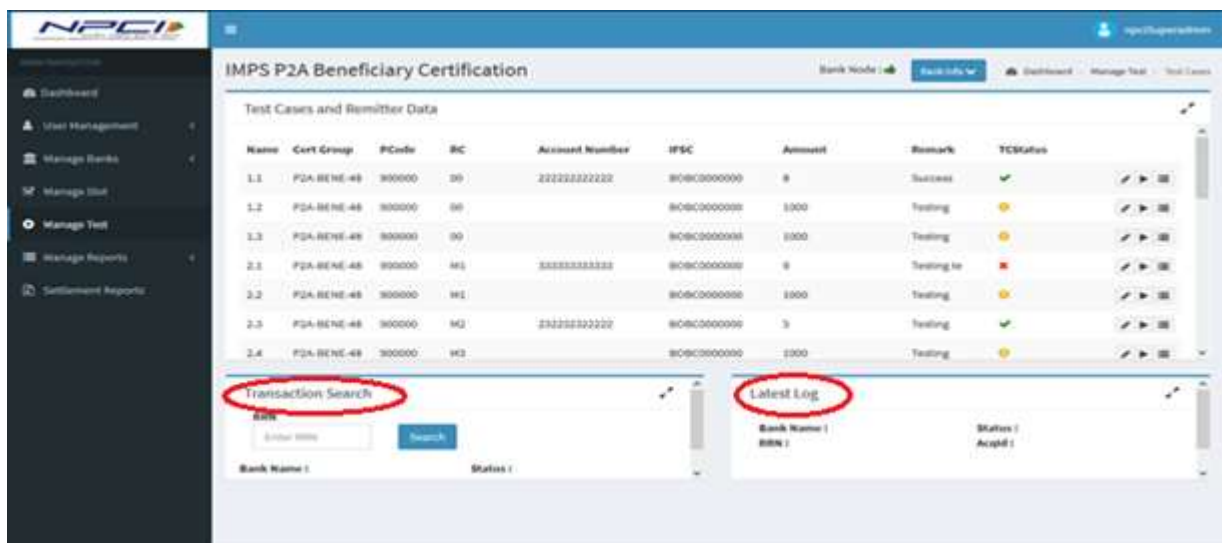 NPCI
npciSuperadmin
Dashboard
User Management
Manage Banks
Manage Slot
Manage Test
Manage Reports
Settlement Reports
IMPS P2A Beneficiary Certification
Bank Node :
Bank Info
Dashboard
Manage Test
Test Cases
Test Cases and Remitter Data
Name Cert Group PCode RC Account Number IFSC Amount Remark TCStatus
1.1 P2A-BENE-48 900000 00 222222222222 BOBC0000000 Success
1.2 P2A-BENE-48 900000 00 BOBC0000000 1000 Testing
1.3 P2A-BENE-48 900000 00 BOBC0000000 1000 Testing
2.1 P2A-BENE-48 900000 M1 333333333333 BOBC0000000 Testing te
2.2 P2A-BENE-48 900000 BOBC0000000 1000 Testing
2.3 P2A-BENE-48 900000 M2 BOBC0000000 5 Testing
2.4 P2A-BENE-48 900000 BOBC0000000 1000 Testing
Transaction Search
RRN
Enter RRN
Search
Bank Name : Status :
Latest Log
Bank Name : Status :
RRN : AcqId :